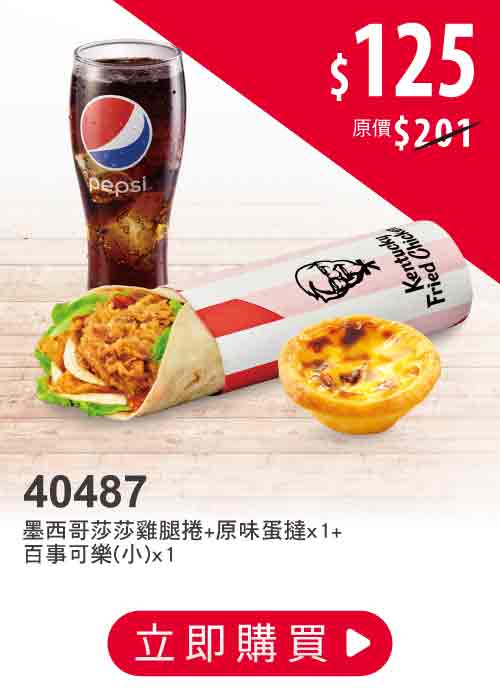 $125
原價$201
pepsi
Kentucky
Fried Chicken
40487
墨西哥莎莎雞腿捲+原味蛋撻x1+
百事可樂(小)x1
立即購買